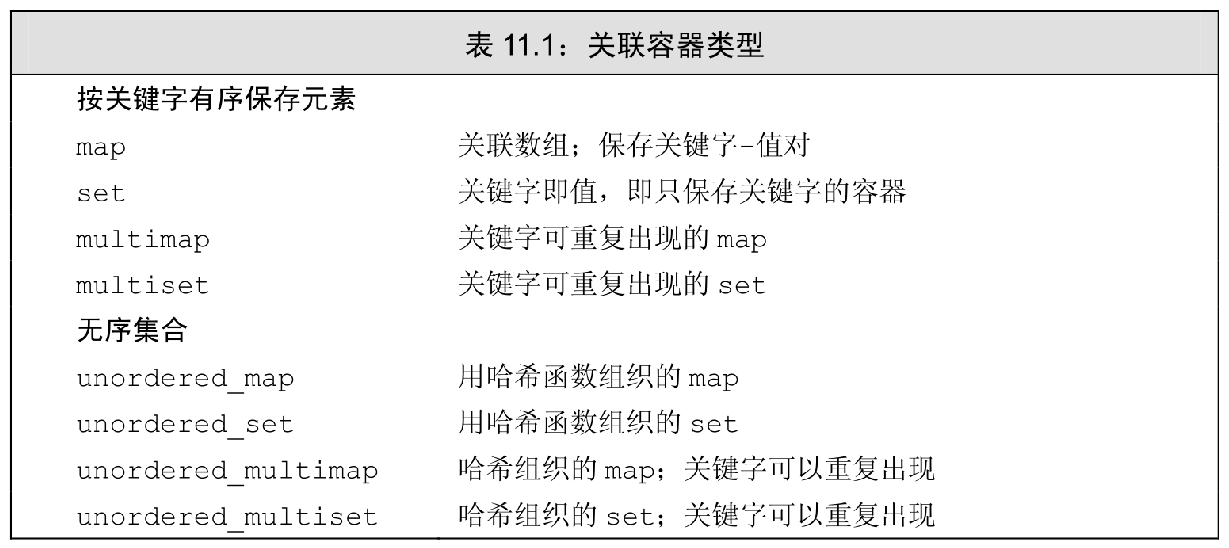 表 11.1：关联容器类型
按关键字有序保存元素
map 关联数组；保存关键字-值对
set 关键字即值，即只保存关键字的容器
multimap 关键字可重复出现的 map
multiset 关键字可重复出现的 set
无序集合
unordered_map 用哈希函数组织的 map
unordered_set 用哈希函数组织的 set
unordered_multimap 哈希组织的 map；关键字可以重复出现
unordered_multiset 哈希组织的 set；关键字可以重复出现